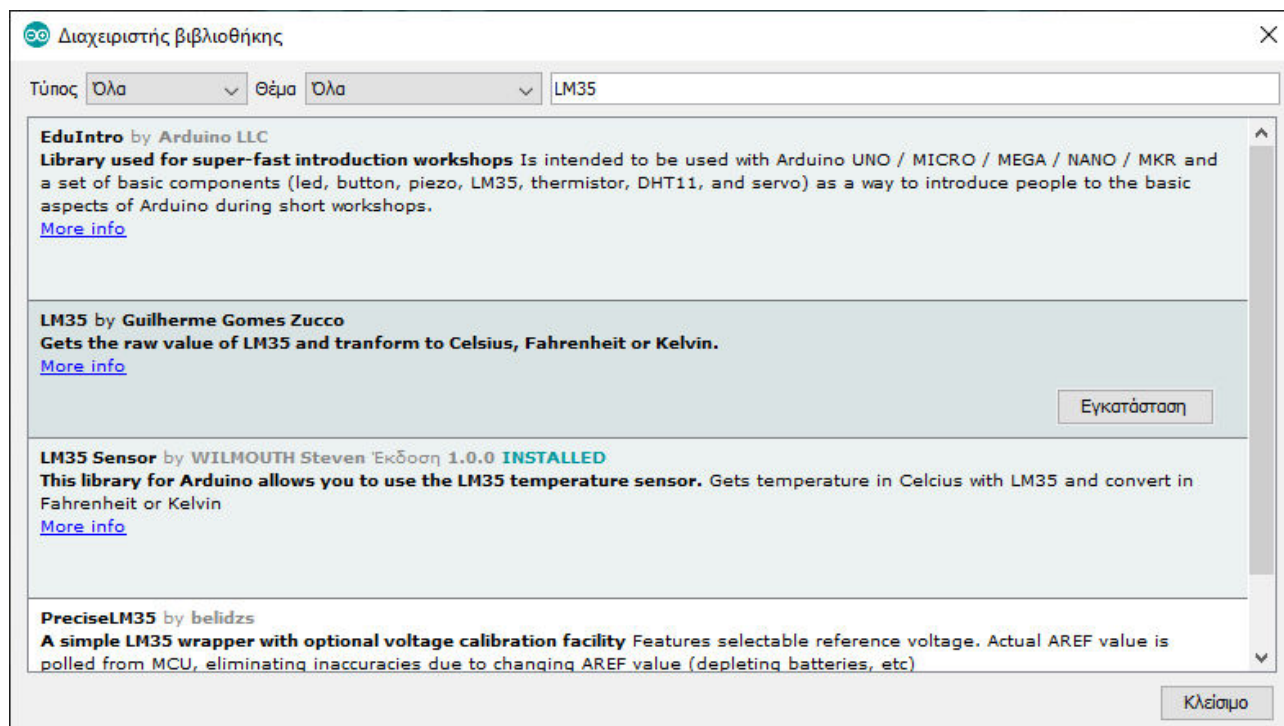 Διαχειριστής βιβλιοθήκης
Τύπος Όλα Θέμα Όλα LM35
EduIntro by Arduino LLC
Library used for super-fast introduction workshops Is intended to be used with Arduino UNO / MICRO / MEGA / NANO / MKR and
a set of basic components (led, button, piezo, LM35, thermistor, DHT11, and servo) as a way to introduce people to the basic
aspects of Arduino during short workshops.
More info
LM35 by Guilherme Gomes Zucco
Gets the raw value of LM35 and tranform to Celsius, Fahrenheit or Kelvin.
More info
Εγκατάσταση
LM35 Sensor by WILMOUTH Steven Έκδοση 1.0.0 INSTALLED
This library for Arduino allows you to use the LM35 temperature sensor. Gets temperature in Celcius with LM35 and convert in
Fahrenheit or Kelvin
More info
PreciseLM35 by belidzs
A simple LM35 wrapper with optional voltage calibration facility Features selectable reference voltage. Actual AREF value is
polled from MCU, eliminating inaccuracies due to changing AREF value (depleting batteries, etc)
Κλείσιμο